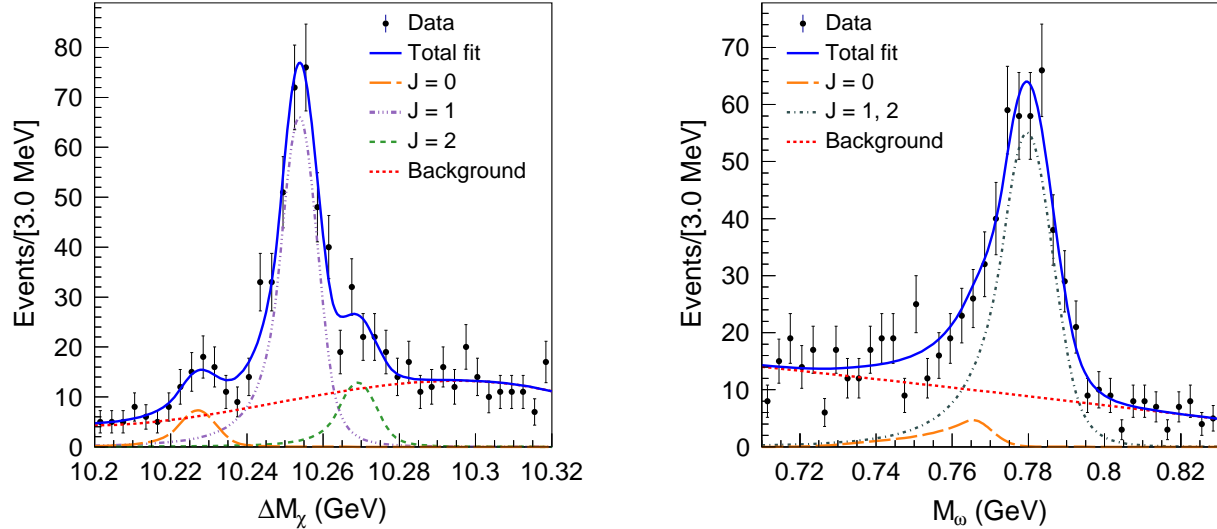 Data
Total fit
J = 0
J = 1
J = 2
Background
Events/[3.0 MeV]
0
10
20
30
40
50
60
70
80
10.2
10.22
10.24
10.26
10.28
10.3
10.32
ΔMχ (GeV)
Data
Total fit
J = 0
J = 1, 2
Background
Events/[3.0 MeV]
0
10
20
30
40
50
60
70
0.72
0.74
0.76
0.78
0.8
0.82
Mω (GeV)